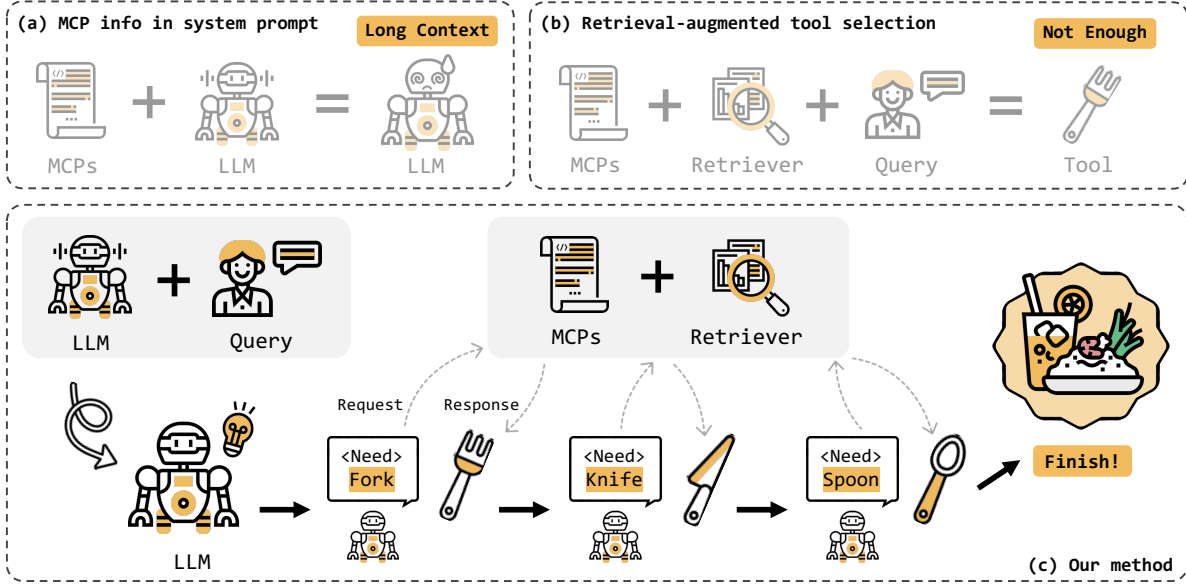 (a) MCP info in system prompt
Long Context
MCPs
LLM
LLM
(b) Retrieval-augmented tool selection
Not Enough
MCPs
Retriever
Query
Tool
LLM
Query
MCPs
Retriever
Request
Response
<Need>
Fork
<Need>
Knife
<Need>
Spoon
LLM
Finish!
(c) Our method